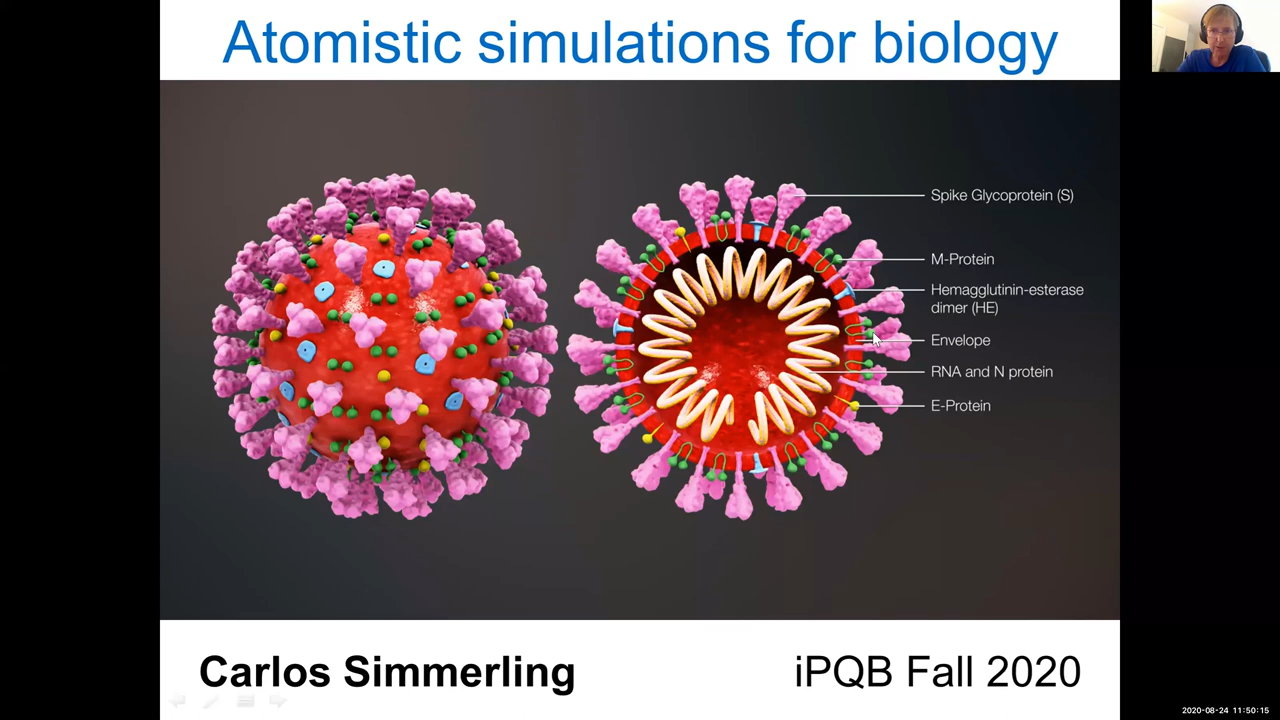 Atomistic simulations for biology
Spike Glycoprotein (S)
M-Protein
Hemagglutinin-esterase
dimer (HE)
Envelope
RNA and N protein
E-Protein
Carlos Simmerling
iPQB Fall 2020
2020-08-24 11:50:15